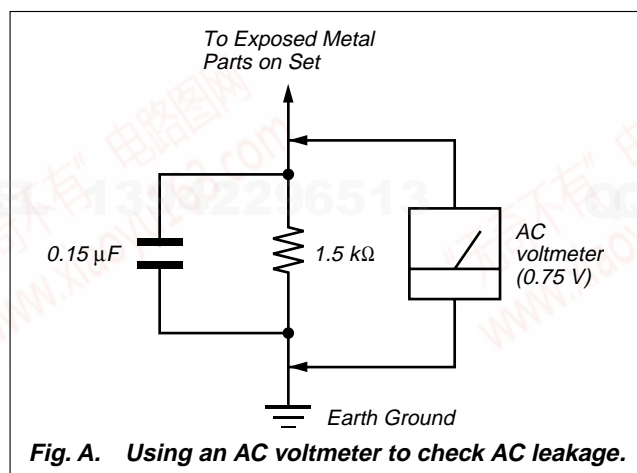 To Exposed Metal
Parts on Set
0.15 μF
1.5 kΩ
AC
voltmeter
(0.75 V)
Earth Ground
Fig. A. Using an AC voltmeter to check AC leakage.
13942296513